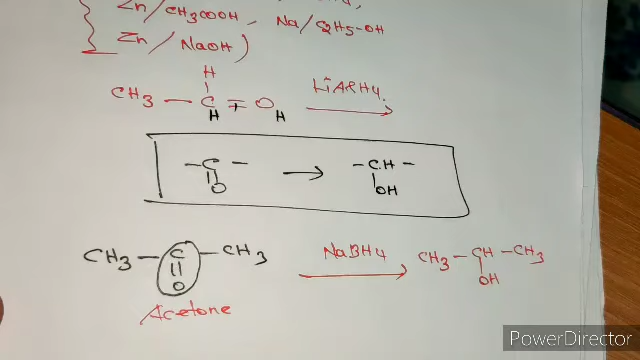 Zn/CH3COOH, Na/C2H5-OH
Zn/NaOH)
H
CH3 — C = O LiAlH4
H H
— C — → — CH —
O OH
CH3 — C — CH3 NaBH4 CH3 — CH — CH3
O OH
Acetone
PowerDirector